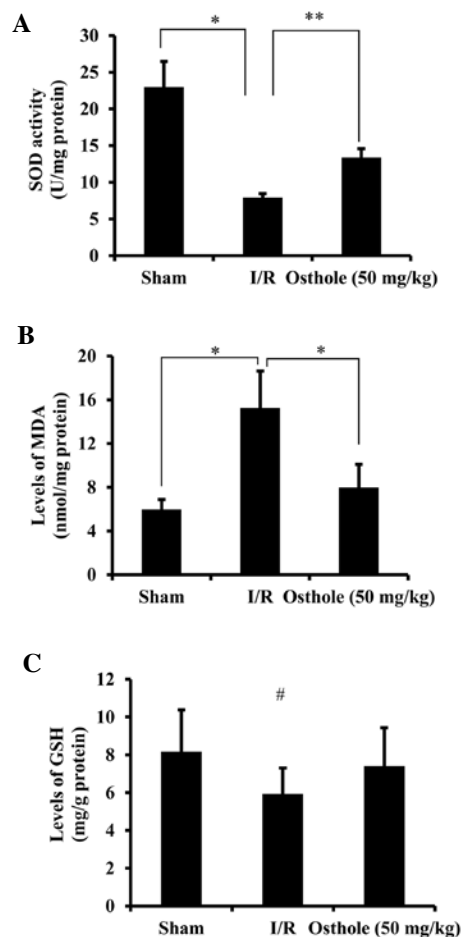 A
SOD activity
(U/mg protein)
30
25
20
15
10
5
0
*
**
Sham I/R Osthole (50 mg/kg)
B
Levels of MDA
(nmol/mg protein)
20
16
12
8
4
0
*
*
Sham I/R Osthole (50 mg/kg)
C
Levels of GSH
(mg/g protein)
12
10
8
6
4
2
0
#
Sham I/R Osthole (50 mg/kg)